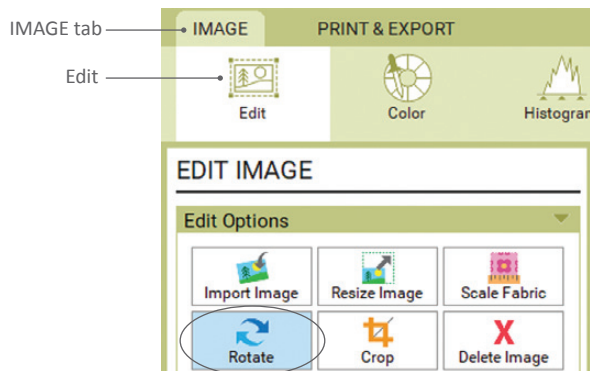 IMAGE tab
IMAGE PRINT & EXPORT
Edit
Edit Color Histogram
EDIT IMAGE
Edit Options
Import Image Resize Image Scale Fabric
Rotate Crop Delete Image